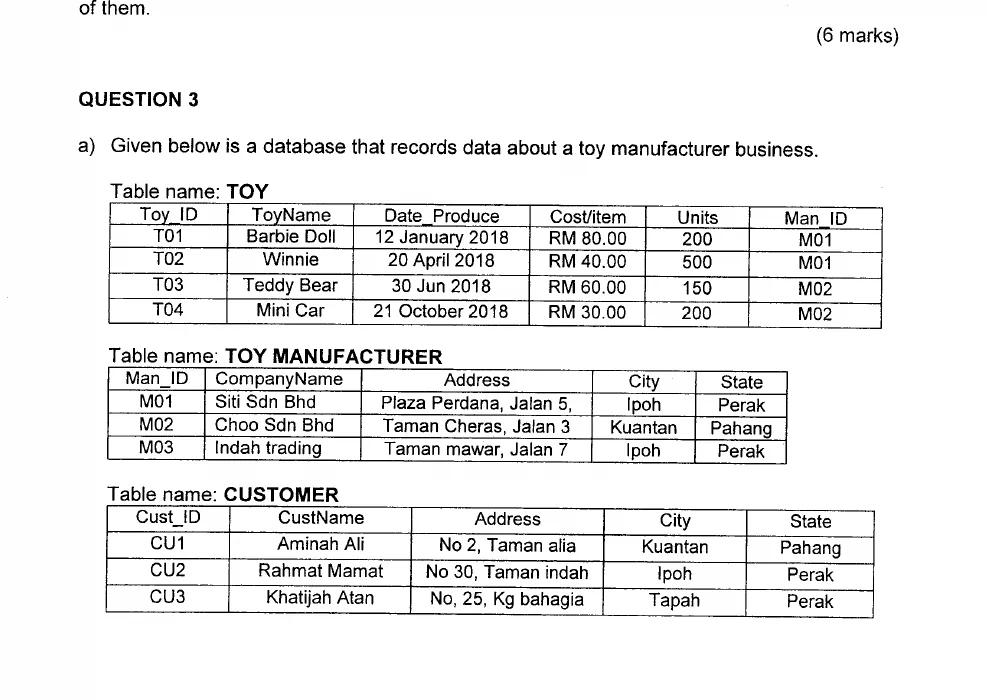 of them.
(6 marks)
QUESTION 3
a) Given below is a database that records data about a toy manufacturer business.
Table name: TOY
Toy_ID ToyName Date_Produce Cost/item Units Man_ID
T01 Barbie Doll 12 January 2018 RM 80.00 200 M01
T02 Winnie 20 April 2018 RM 40.00 500 M01
T03 Teddy Bear 30 Jun 2018 RM 60.00 150 M02
T04 Mini Car 21 October 2018 RM 30.00 200 M02
Table name: TOY MANUFACTURER
Man_ID CompanyName Address City State
M01 Siti Sdn Bhd Plaza Perdana, Jalan 5, Ipoh Perak
M02 Choo Sdn Bhd Taman Cheras, Jalan 3 Kuantan Pahang
M03 Indah trading Taman mawar, Jalan 7 Ipoh Perak
Table name: CUSTOMER
Cust_ID CustName Address City State
CU1 Aminah Ali No 2, Taman alia Kuantan Pahang
CU2 Rahmat Mamat No 30, Taman indah Ipoh Perak
CU3 Khatijah Atan No, 25, Kg bahagia Tapah Perak